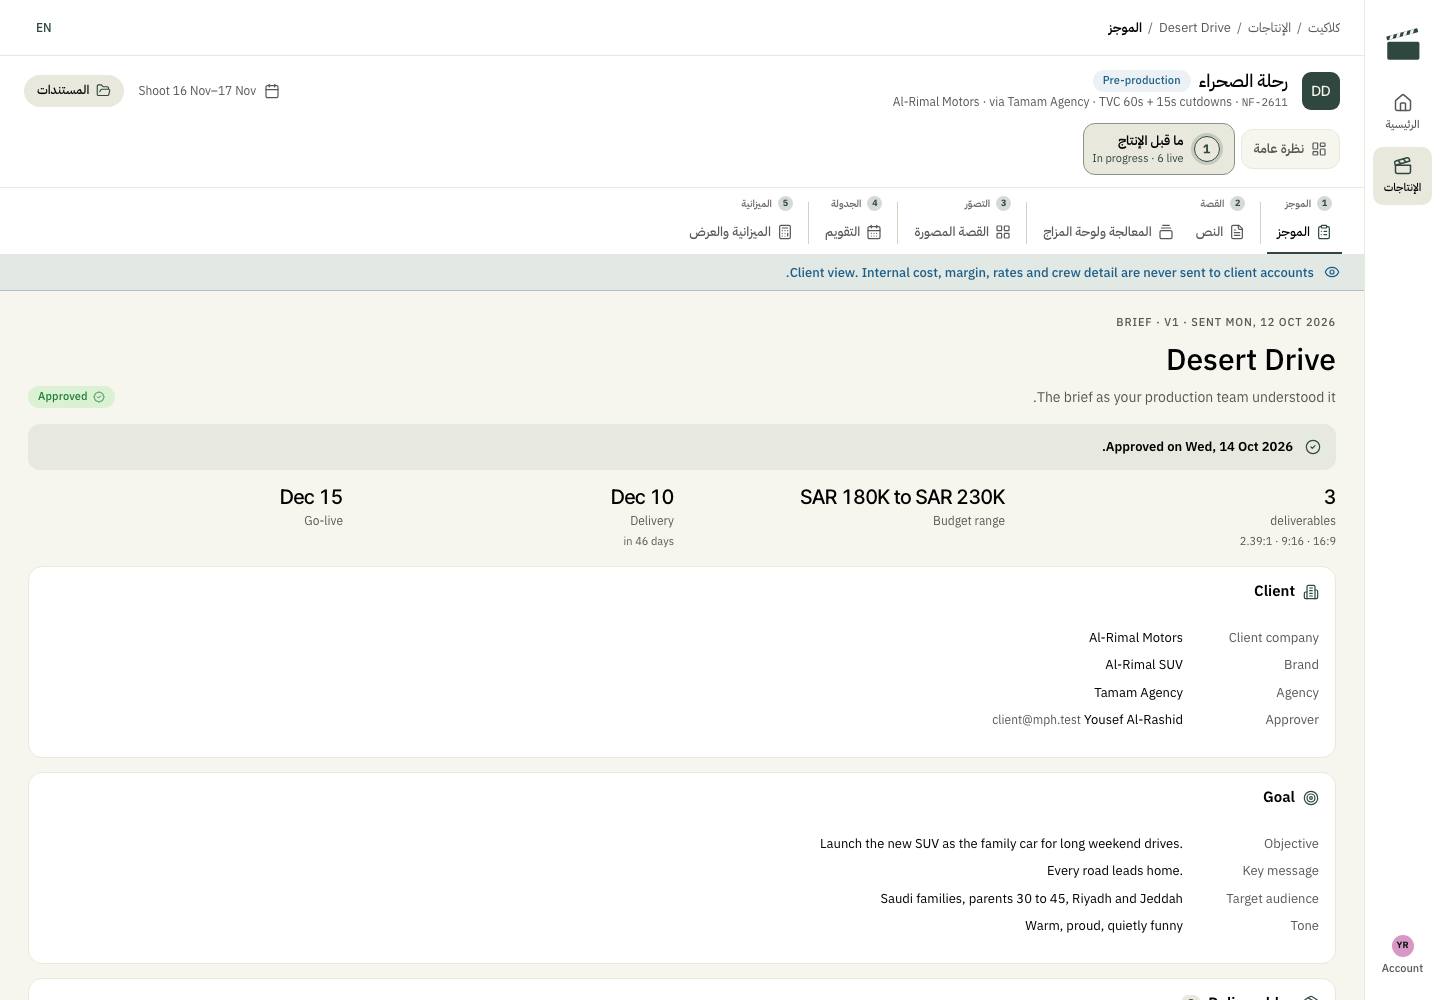 كلاكيت / الإنتاجات / Desert Drive / الموجز
EN
الرئيسية
الإنتاجات
DD
رحلة الصحراء Pre-production
Al-Rimal Motors · via Tamam Agency · TVC 60s + 15s cutdowns · NF-2611
Shoot 16 Nov–17 Nov
المستندات
نظرة عامة
1 ما قبل الإنتاج
In progress · 6 live
1 الموجز
الموجز
2 القصة
النص
المعالجة ولوحة المزاج
3 التصوّر
القصة المصورة
4 الجدولة
التقويم
5 الميزانية
الميزانية والعرض
.Client view. Internal cost, margin, rates and crew detail are never sent to client accounts
BRIEF · V1 · SENT MON, 12 OCT 2026
Desert Drive
.The brief as your production team understood it
Approved
.Approved on Wed, 14 Oct 2026
3
deliverables
2.39:1 · 9:16 · 16:9
SAR 180K to SAR 230K
Budget range
Dec 10
Delivery
in 46 days
Dec 15
Go-live
Client
Client company Al-Rimal Motors
Brand Al-Rimal SUV
Agency Tamam Agency
Approver Yousef Al-Rashid client@mph.test
Goal
Objective Launch the new SUV as the family car for long weekend drives.
Key message Every road leads home.
Target audience Saudi families, parents 30 to 45, Riyadh and Jeddah
Tone Warm, proud, quietly funny
YR
Account